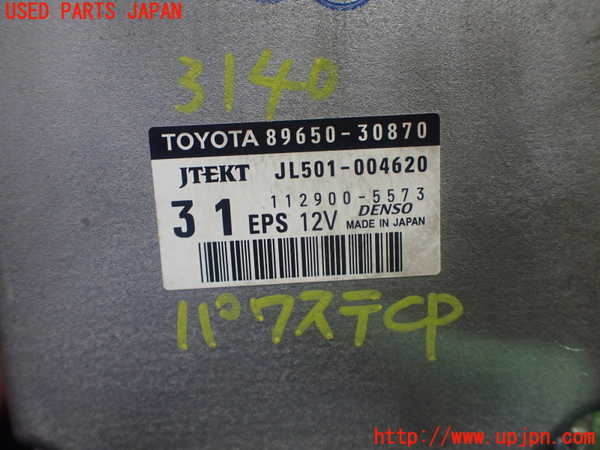 USED PARTS JAPAN
3140
TOYOTA 89650-30870
JTEKT JL501-004620
112900-5573
31 EPS 12V DENSO
MADE IN JAPAN
パワステCP
http://www.upjpn.com/